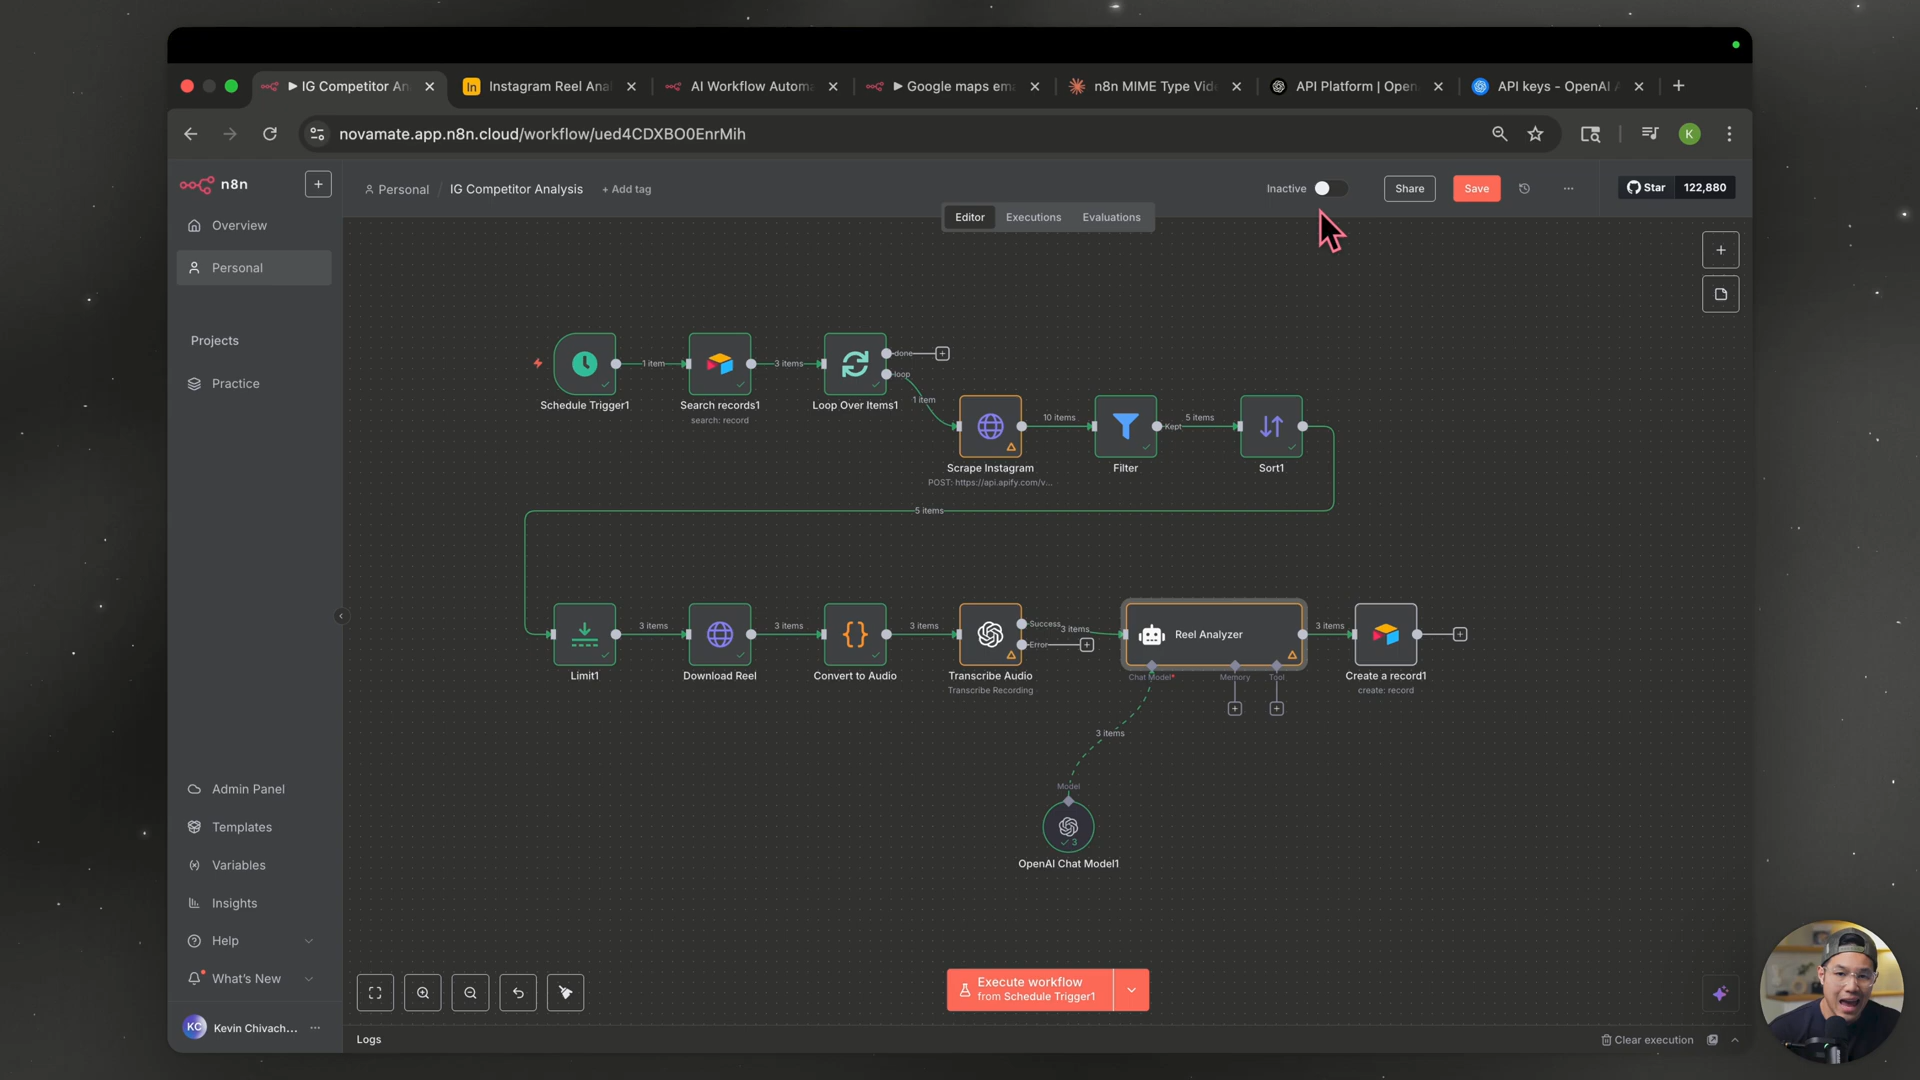 IG Competitor An
Instagram Reel Ana
AI Workflow Automa
Google maps ema
n8n MIME Type Vide
API Platform | Open
API keys - OpenAI A
novamate.app.n8n.cloud/workflow/ued4CDXBO0EnrMih
K
n8n
Personal / IG Competitor Analysis + Add tag
Inactive
Share
Save
Star 122,880
Editor
Executions
Evaluations
Overview
Personal
Projects
Practice
1 item
3 items
done
loop
Schedule Trigger1
Search records1
search: record
Loop Over Items1
1 item
10 items
Kept
5 items
Scrape Instagram
POST: https://api.apify.com/v...
Filter
Sort1
5 items
3 items
3 items
3 items
Success
3 items
Error
Reel Analyzer
3 items
Limit1
Download Reel
Convert to Audio
Transcribe Audio
Transcribe Recording
Chat Model*
Memory
Tool
Create a record1
create: record
3 items
Model
3
OpenAI Chat Model1
Admin Panel
Templates
Variables
Insights
Help
What's New
KC
Kevin Chivach...
Execute workflow
from Schedule Trigger1
Logs
Clear execution